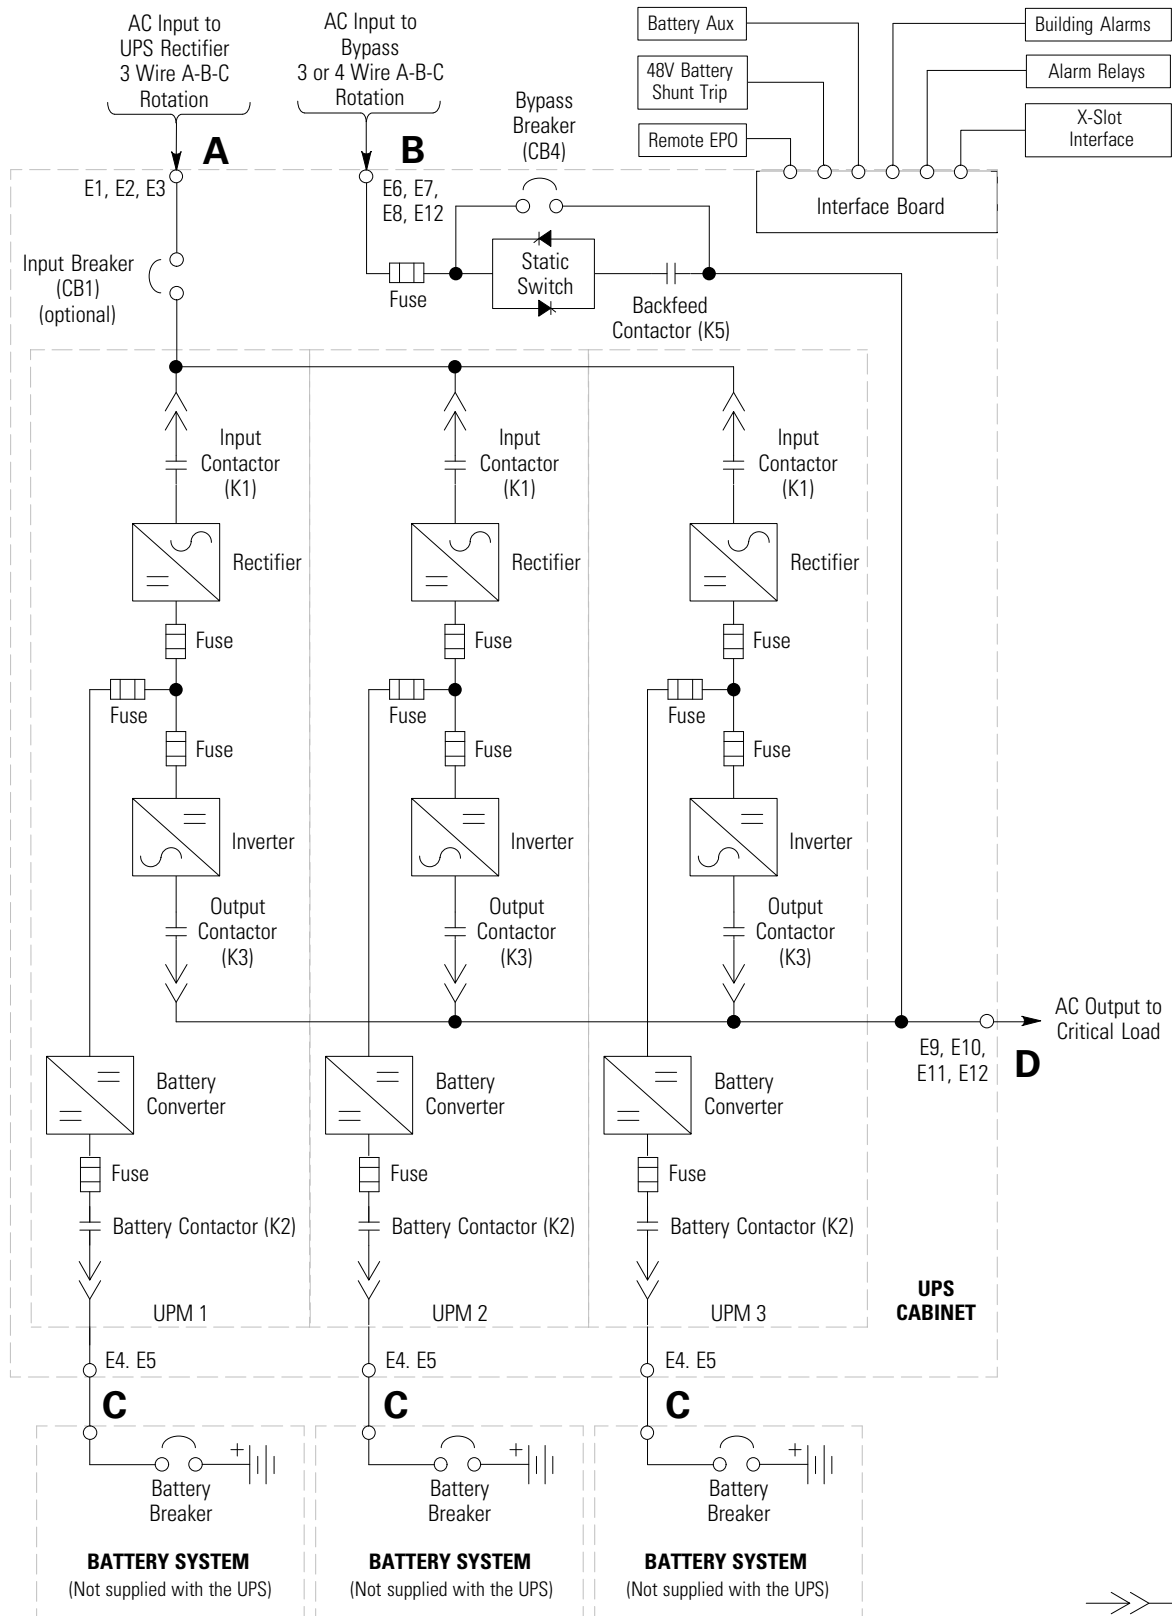 AC Input to
UPS Rectifier
3 Wire A-B-C
Rotation
A
AC Input to
Bypass
3 or 4 Wire A-B-C
Rotation
B
Bypass
Breaker
(CB4)
Battery Aux
48V Battery
Shunt Trip
Remote EPO
Building Alarms
Alarm Relays
X-Slot
Interface
Interface Board
E1, E2, E3
E6, E7,
E8, E12
Input Breaker
(CB1)
(optional)
Fuse
Static
Switch
Backfeed
Contactor (K5)
Input
Contactor
(K1)
Input
Contactor
(K1)
Input
Contactor
(K1)
Rectifier
Rectifier
Rectifier
Fuse
Fuse
Fuse
Fuse
Fuse
Fuse
Fuse
Fuse
Fuse
Inverter
Inverter
Inverter
Output
Contactor
(K3)
Output
Contactor
(K3)
Output
Contactor
(K3)
AC Output to
Critical Load
E9, E10,
E11, E12
D
Battery
Converter
Battery
Converter
Battery
Converter
Fuse
Fuse
Fuse
Battery Contactor (K2)
Battery Contactor (K2)
Battery Contactor (K2)
UPM 1
UPM 2
UPM 3
UPS
CABINET
E4. E5
E4. E5
E4. E5
C
C
C
+
+
+
Battery
Breaker
Battery
Breaker
Battery
Breaker
BATTERY SYSTEM
(Not supplied with the UPS)
BATTERY SYSTEM
(Not supplied with the UPS)
BATTERY SYSTEM
(Not supplied with the UPS)